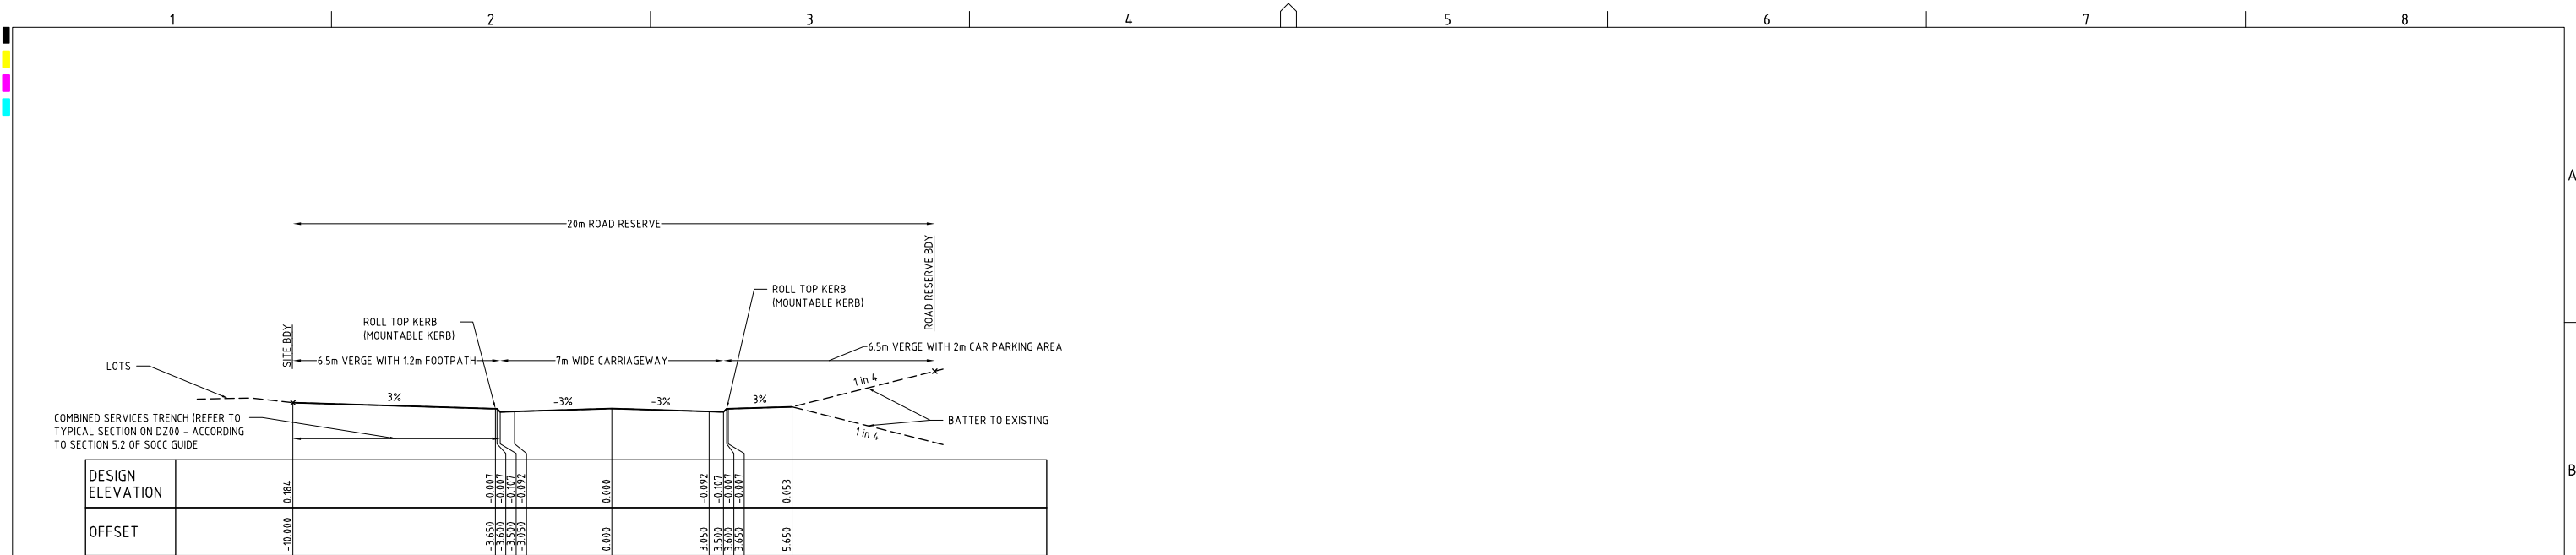 1 2 3 4 5 6 7 8
A
20m ROAD RESERVE
ROAD RESERVE BDY
ROLL TOP KERB
(MOUNTABLE KERB)
ROLL TOP KERB
(MOUNTABLE KERB)
SITE BDY
6.5m VERGE WITH 1.2m FOOTPATH
7m WIDE CARRIAGEWAY
6.5m VERGE WITH 2m CAR PARKING AREA
LOTS
1 in 4
3% -3% -3% 3%
COMBINED SERVICES TRENCH (REFER TO
TYPICAL SECTION ON DZ00 - ACCORDING
TO SECTION 5.2 OF SOCC GUIDE
BATTER TO EXISTING
1 in 4
B
DESIGN
ELEVATION
0.184 -0.007 -0.007 -0.107 -0.092 0.000 -0.092 -0.107 -0.007 -0.007 0.053
OFFSET
-10.000 -3.650 -3.600 -3.500 -3.050 0.000 3.050 3.500 3.600 3.650 5.650